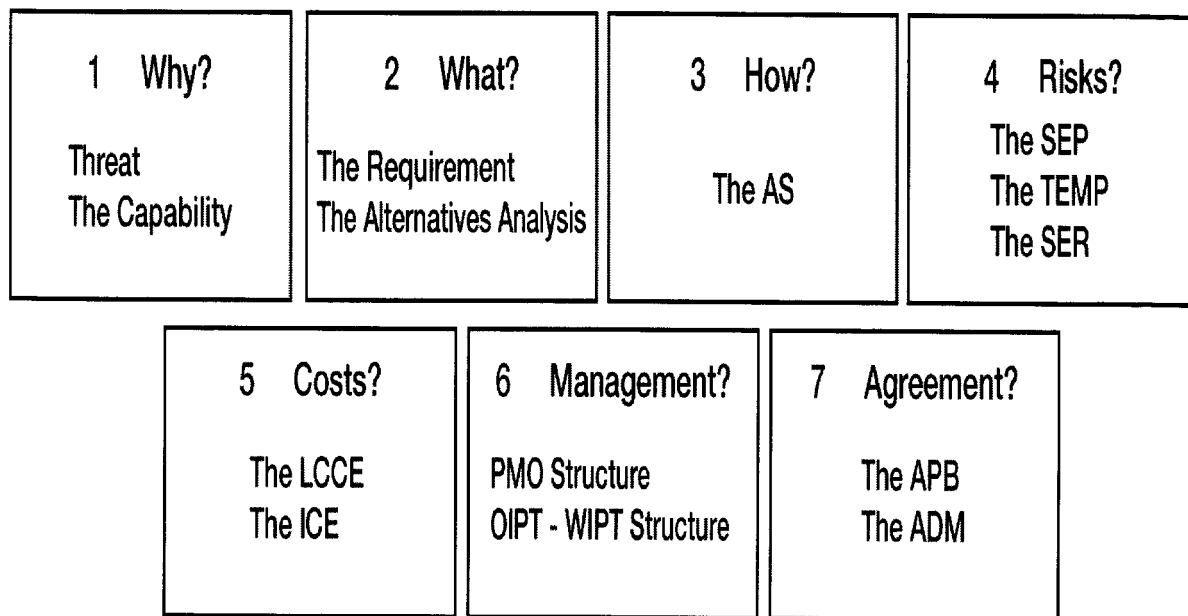 1 Why?
Threat
The Capability
2 What?
The Requirement
The Alternatives Analysis
3 How?
The AS
4 Risks?
The SEP
The TEMP
The SER
5 Costs?
The LCCE
The ICE
6 Management?
PMO Structure
OIPT - WIPT Structure
7 Agreement?
The APB
The ADM